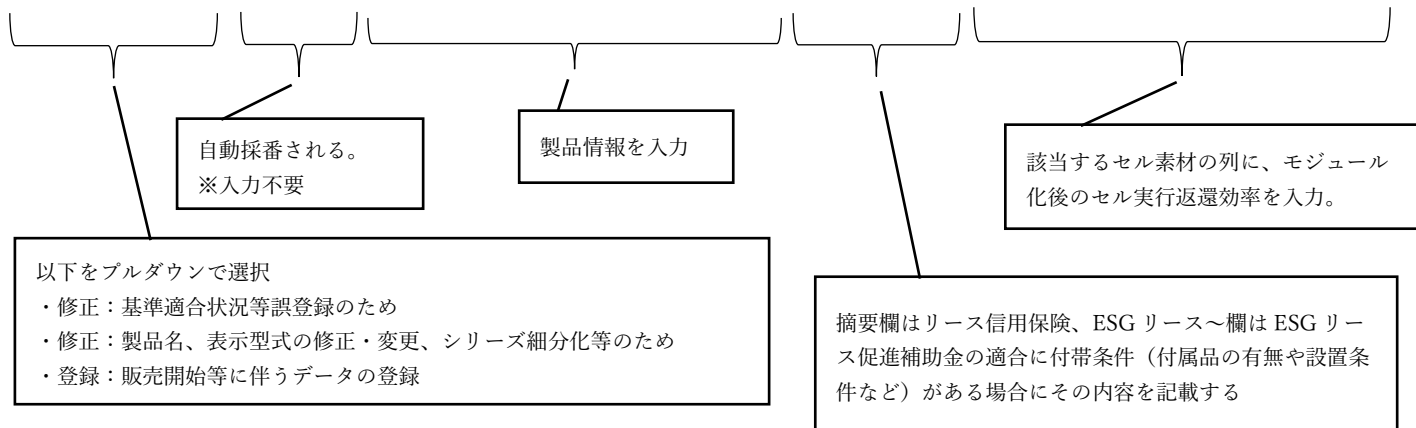 自動採番される。
※入力不要
製品情報を入力
該当するセル素材の列に、モジュール
化後のセル実行返還効率を入力。
以下をプルダウンで選択
・修正：基準適合状況等誤登録のため
・修正：製品名、表示型式の修正・変更、シリーズ細分化等のため
・登録：販売開始等に伴うデータの登録
摘要欄はリース信用保険、ESG リース～欄は ESG リー
ス促進補助金の適合に付帯条件（付属品の有無や設置条
件など）がある場合にその内容を記載する